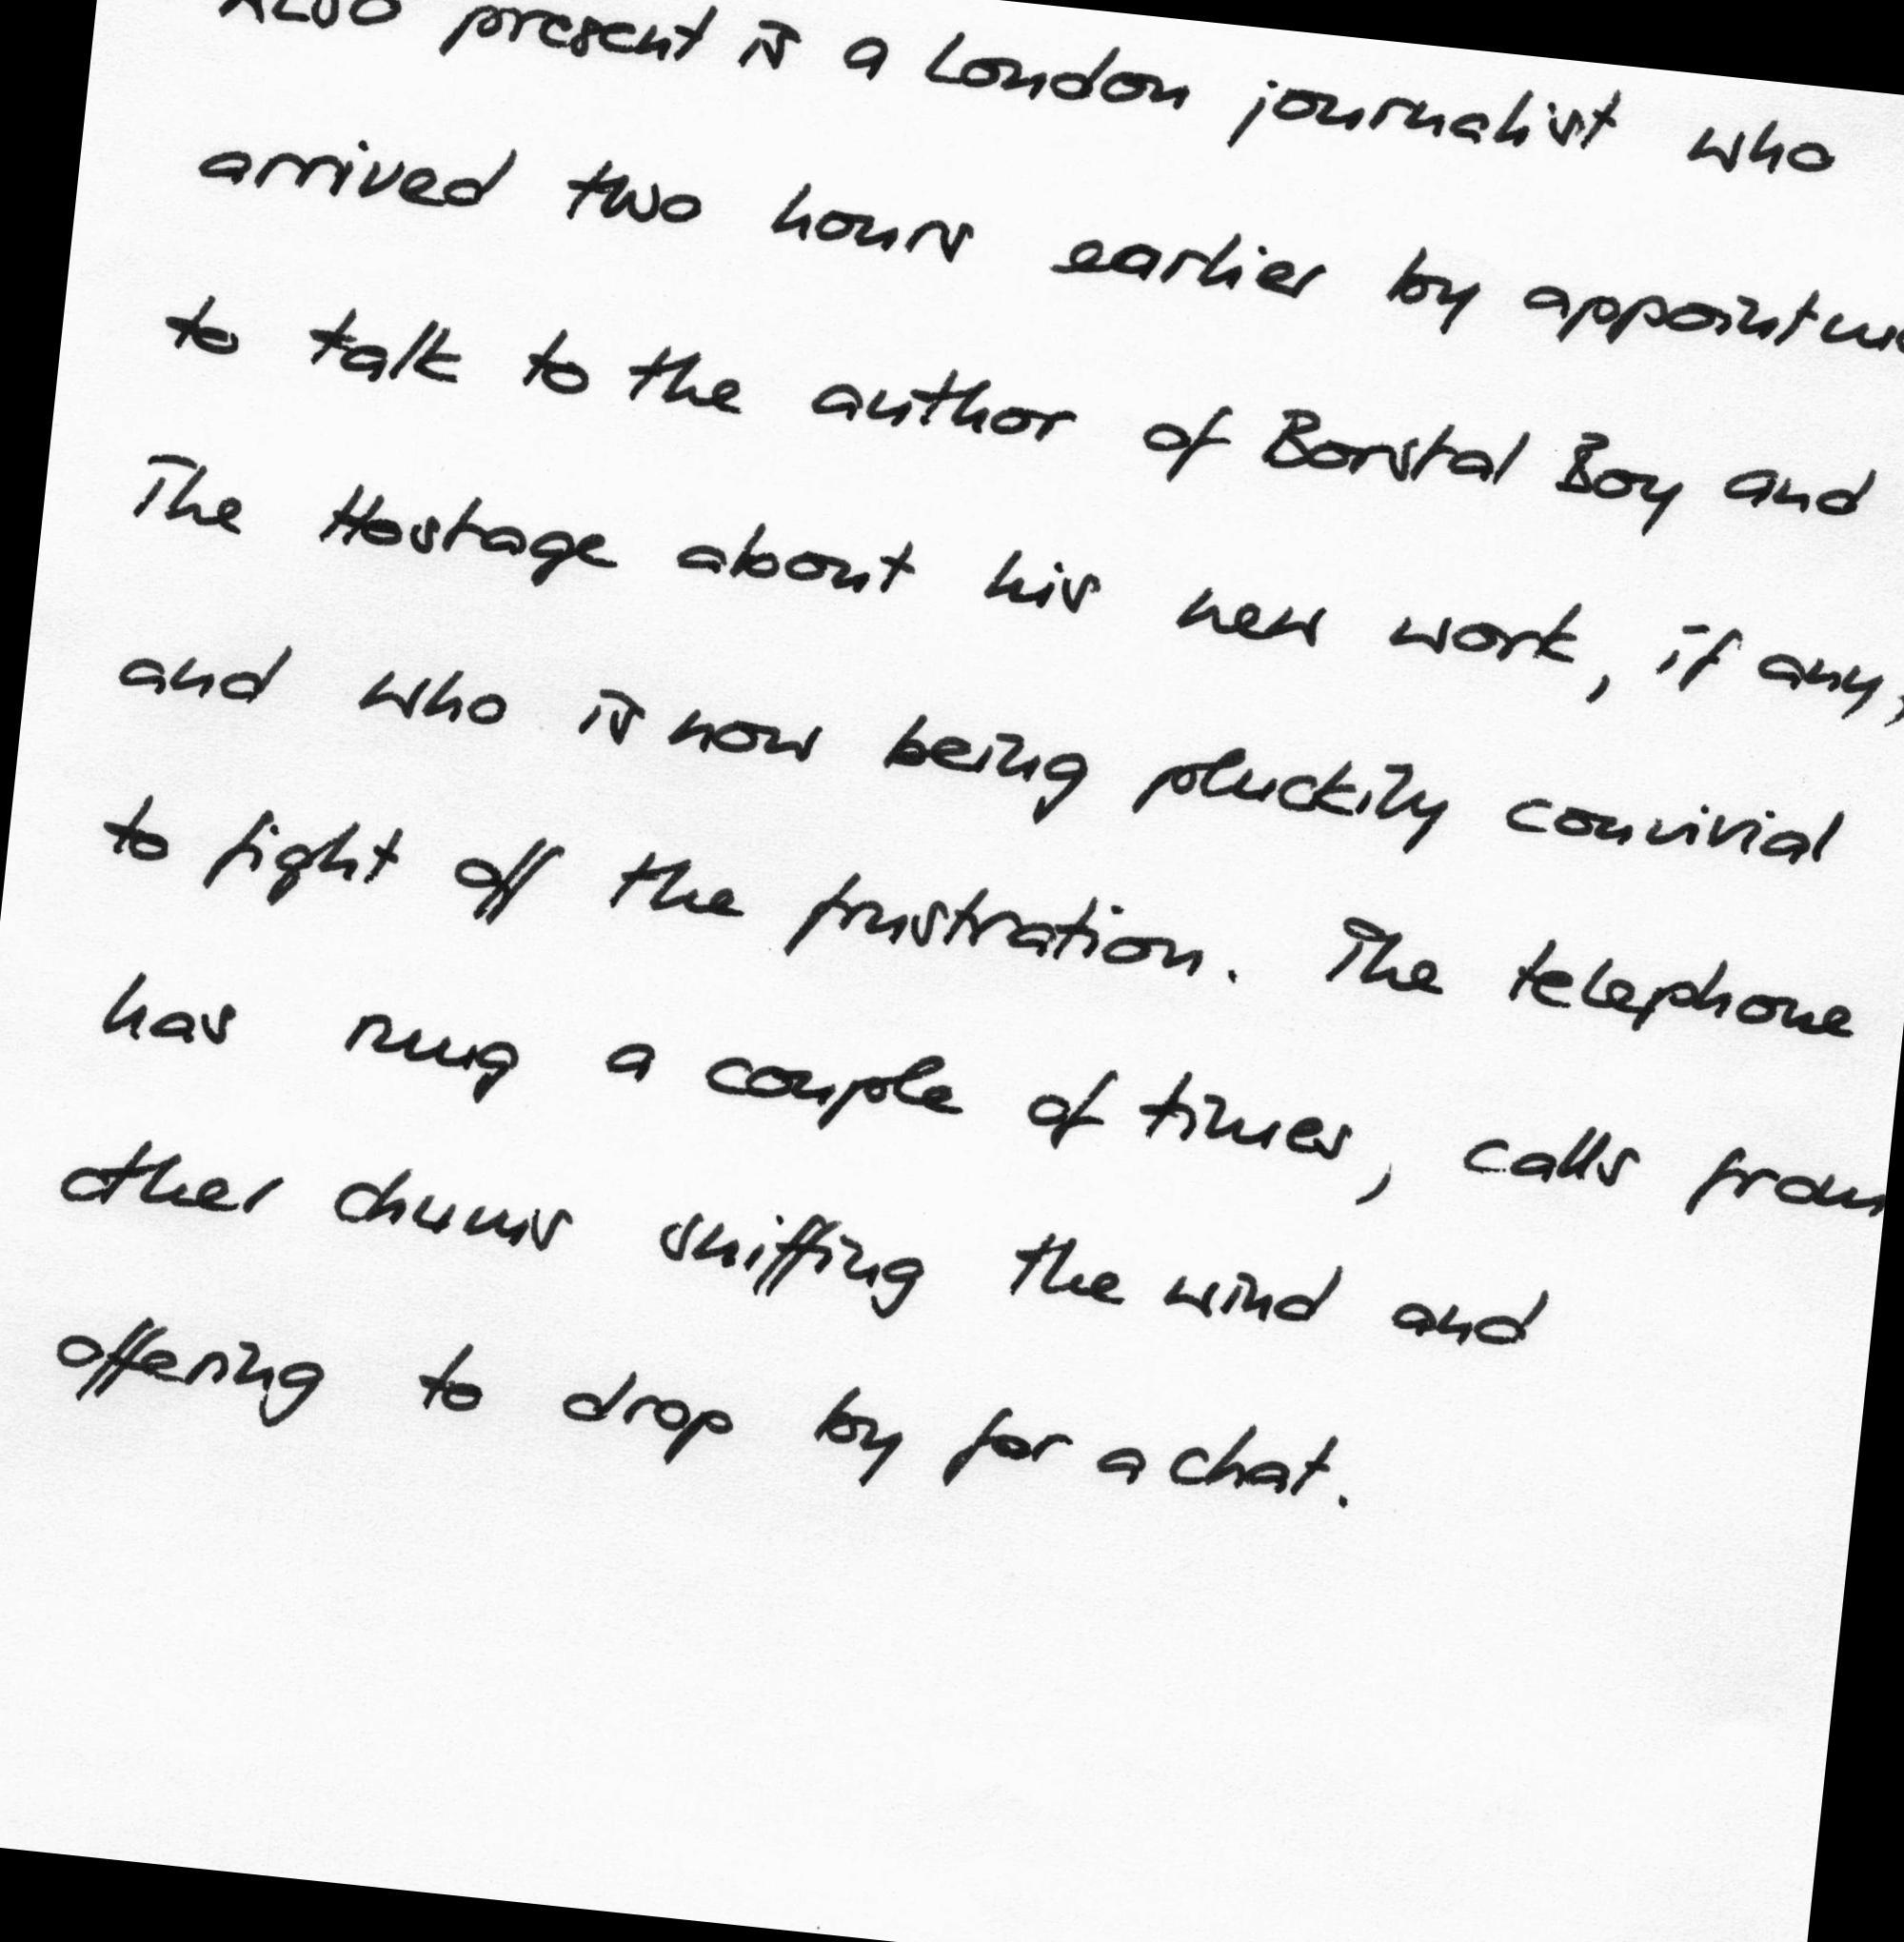 Also present is a London journalist who
arrived two hours earlier by
to talk to the author of Borstal Boy and
The Hostage about his new work, if any,
and who is now being pluckily convivial
to fight off the frustration. The telephone
has rung a couple of times, calls from
other chums sniffing the wind and
offering to drop by for a chat.